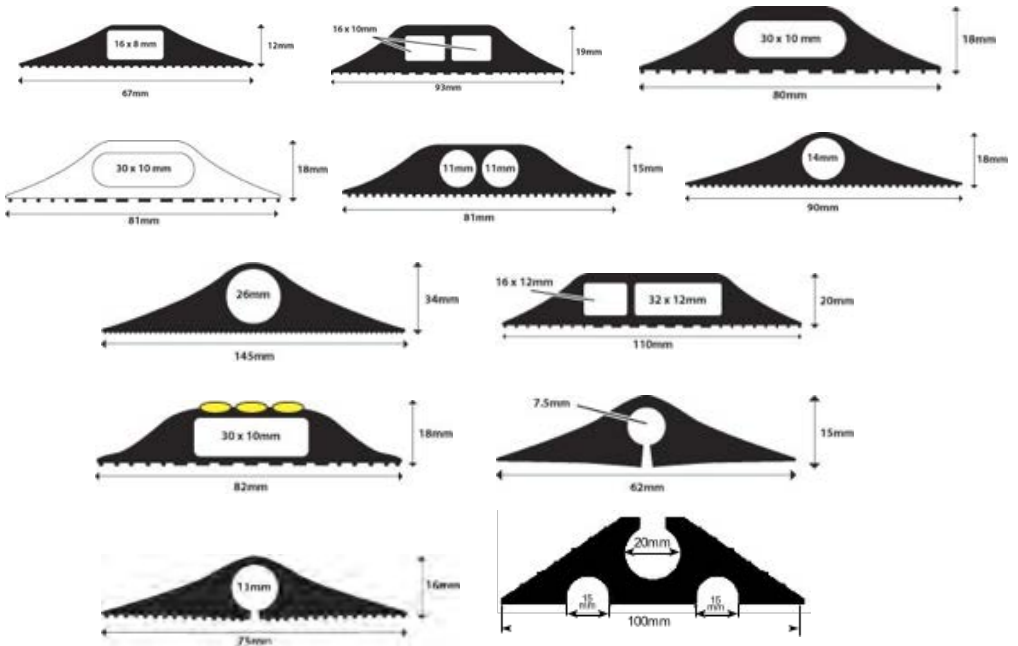 16 x 8 mm
12mm
67mm
16 x 10mm
19mm
93mm
30 x 10 mm
18mm
80mm
30 x 10 mm
18mm
81mm
11mm 11mm
15mm
81mm
14mm
18mm
90mm
26mm
34mm
145mm
16 x 12mm
32 x 12mm
20mm
110mm
30 x 10mm
18mm
82mm
7.5mm
15mm
62mm
11mm
16mm
75mm
20mm
15
mm
15
mm
100mm